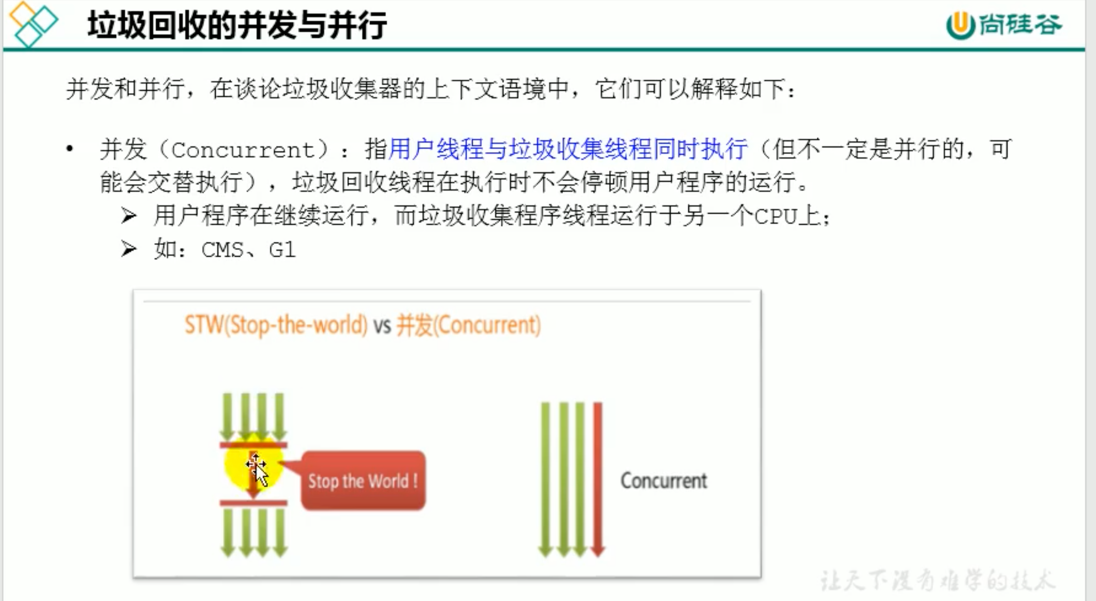 垃圾回收的并发与并行
尚硅谷
并发和并行，在谈论垃圾收集器的上下文语境中，它们可以解释如下：
• 并发（Concurrent）：指用户线程与垃圾收集线程同时执行（但不一定是并行的，可
能会交替执行），垃圾回收线程在执行时不会停顿用户程序的运行。
➢ 用户程序在继续运行，而垃圾收集程序线程运行于另一个CPU上；
➢ 如：CMS、G1
STW(Stop-the-world) vs 并发(Concurrent)
Stop the World !
Concurrent
让天下没有难学的技术